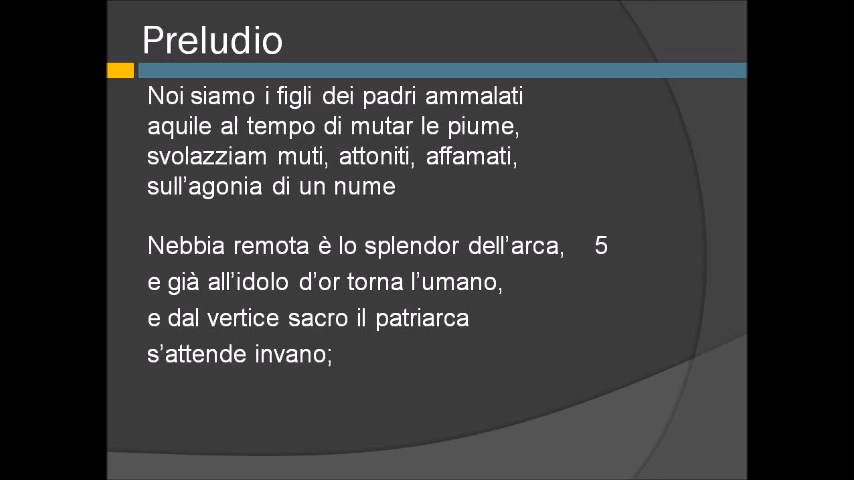 Preludio
Noi siamo i figli dei padri ammalati
aquile al tempo di mutar le piume,
svolazziam muti, attoniti, affamati,
sull’agonia di un nume
Nebbia remota è lo splendor dell’arca, 5
e già all’idolo d’or torna l’umano,
e dal vertice sacro il patriarca
s’attende invano;